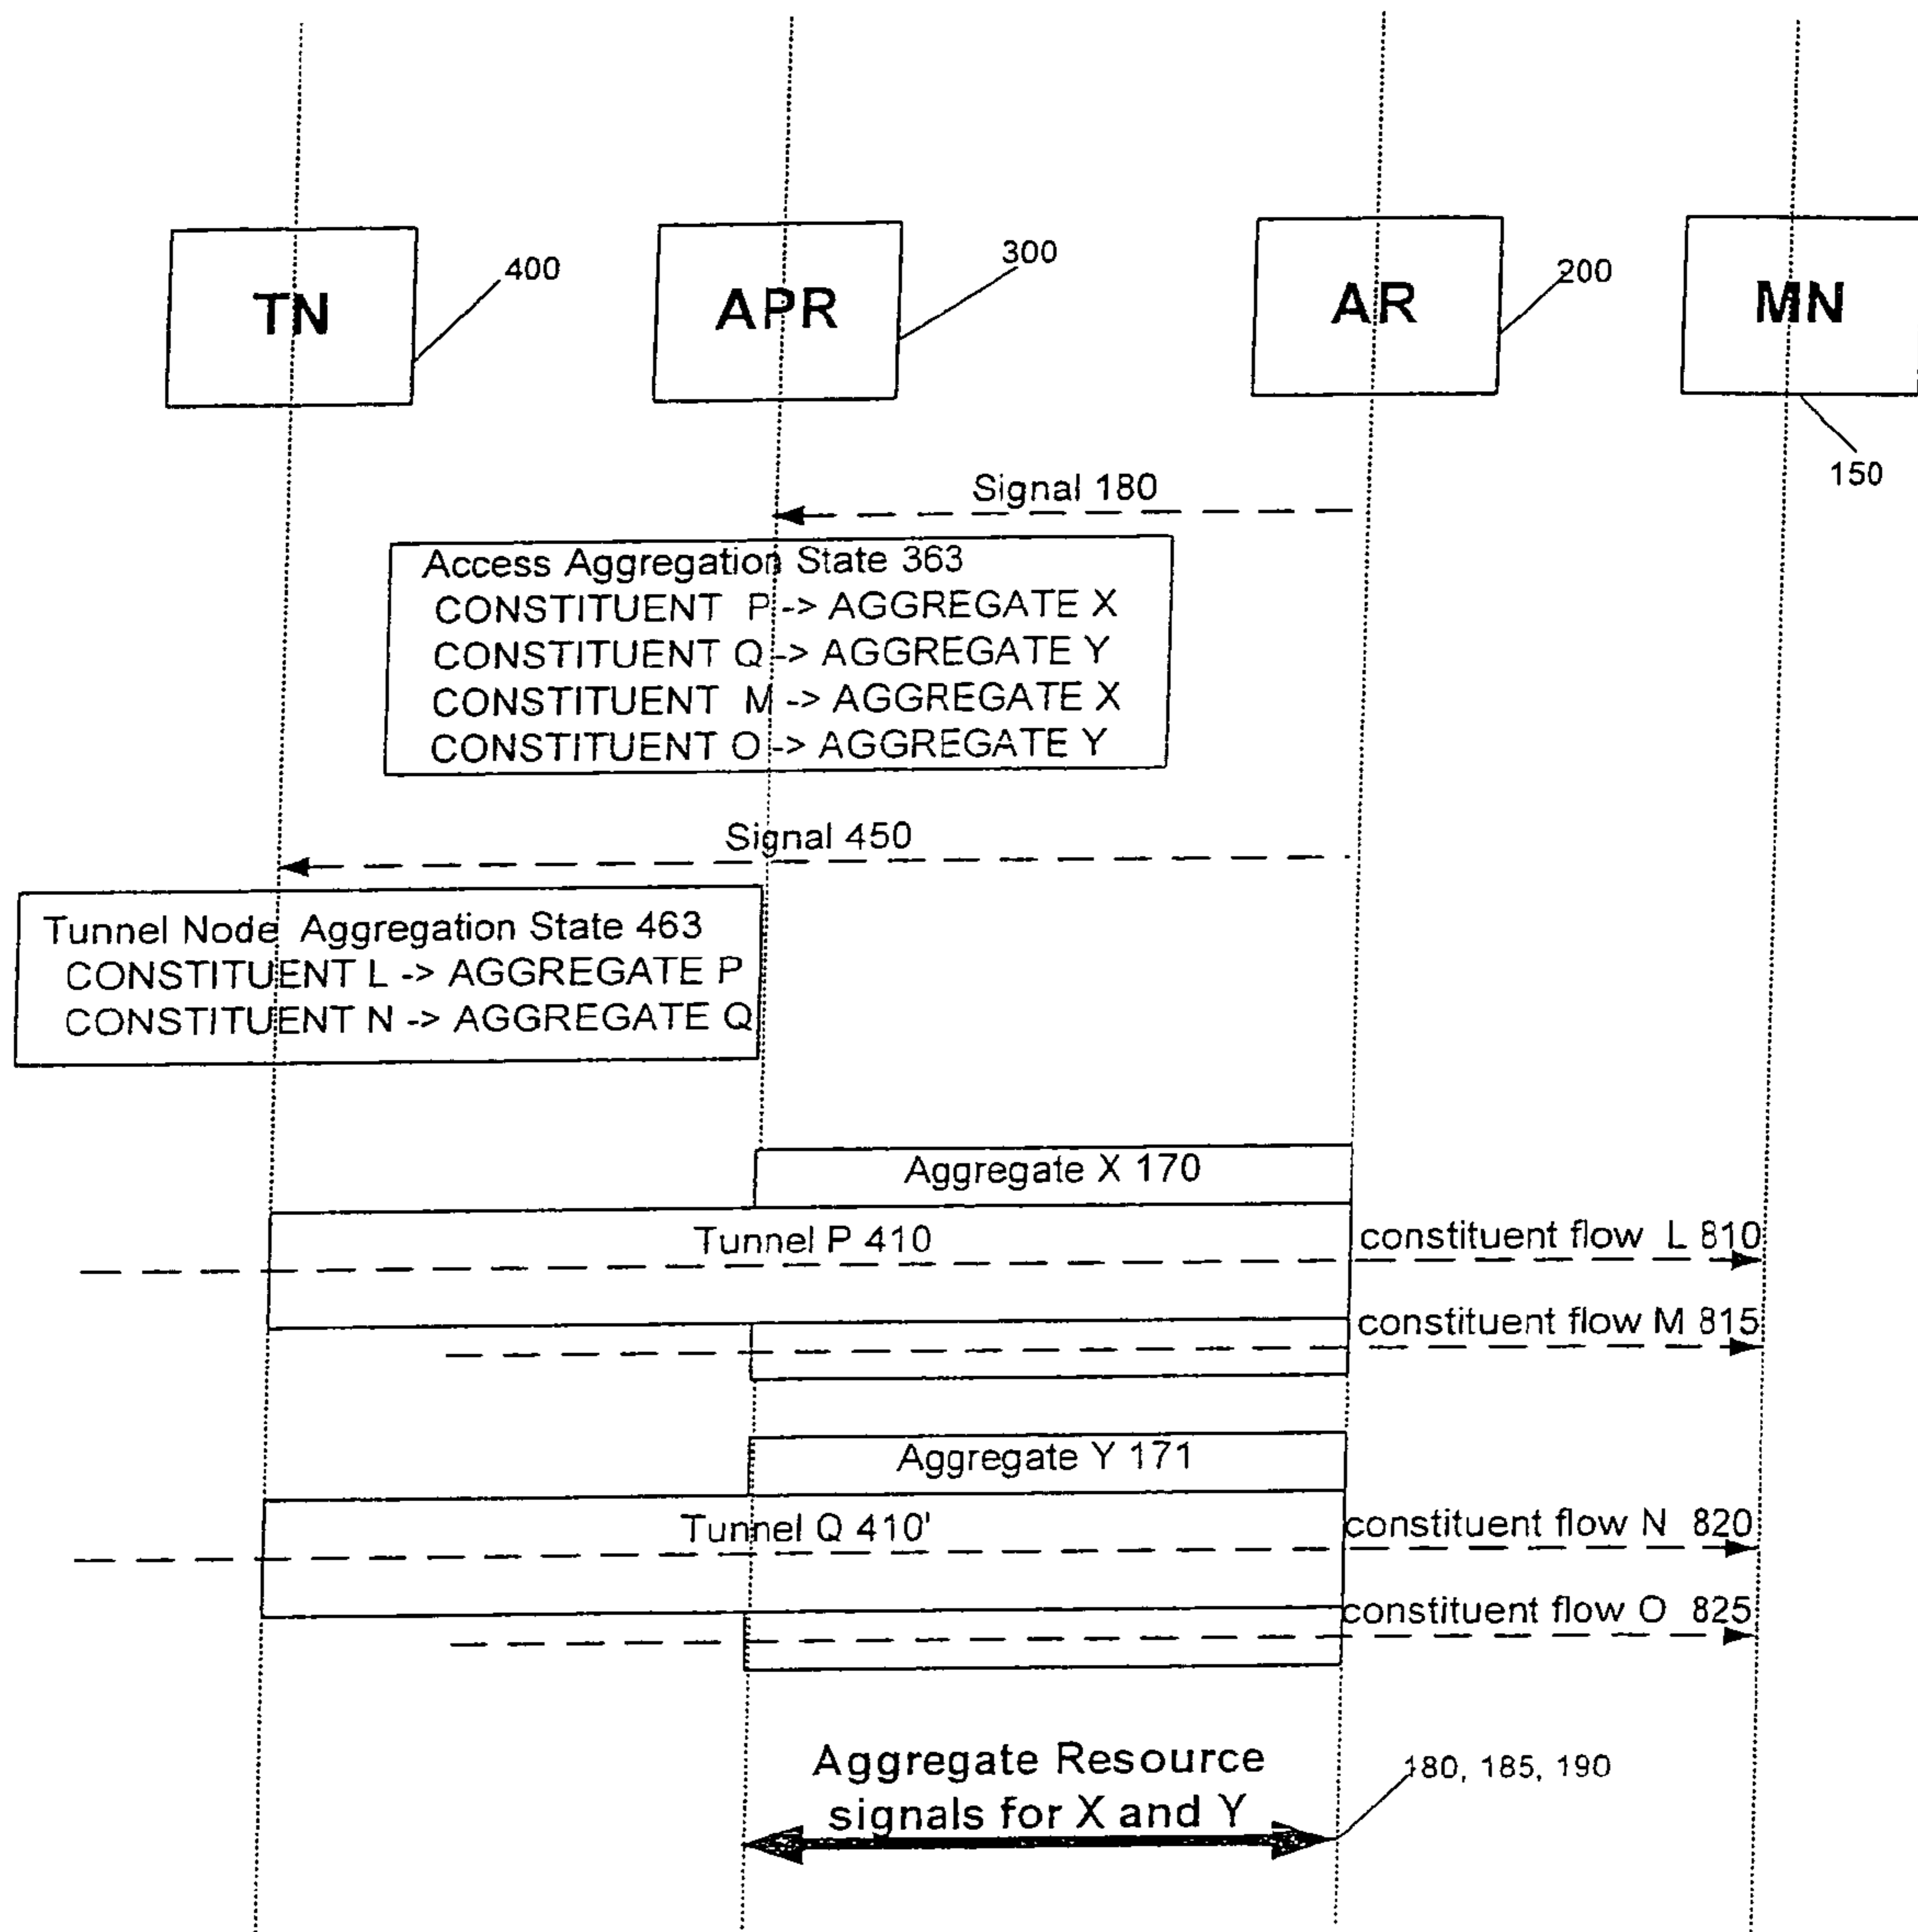 TN
400
APR
300
AR
200
MN
150
Signal 180
Access Aggregation State 363
CONSTITUENT P -> AGGREGATE X
CONSTITUENT Q -> AGGREGATE Y
CONSTITUENT M -> AGGREGATE X
CONSTITUENT O -> AGGREGATE Y
Signal 450
Tunnel Node Aggregation State 463
CONSTITUENT L -> AGGREGATE P
CONSTITUENT N -> AGGREGATE Q
Aggregate X 170
Tunnel P 410
constituent flow L 810
constituent flow M 815
Aggregate Y 171
Tunnel Q 410'
constituent flow N 820
constituent flow O 825
Aggregate Resource
signals for X and Y
180, 185, 190